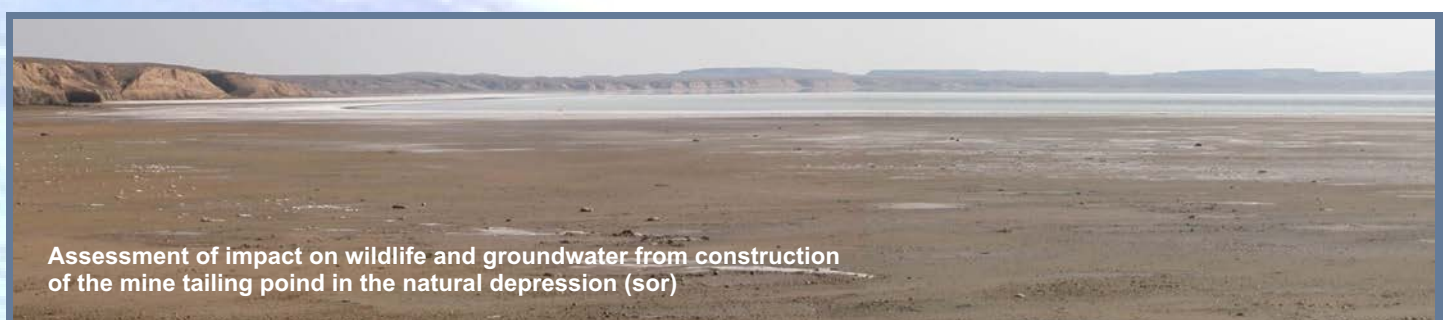 Assessment of impact on wildlife and groundwater from construction
of the mine tailing poind in the natural depression (sor)